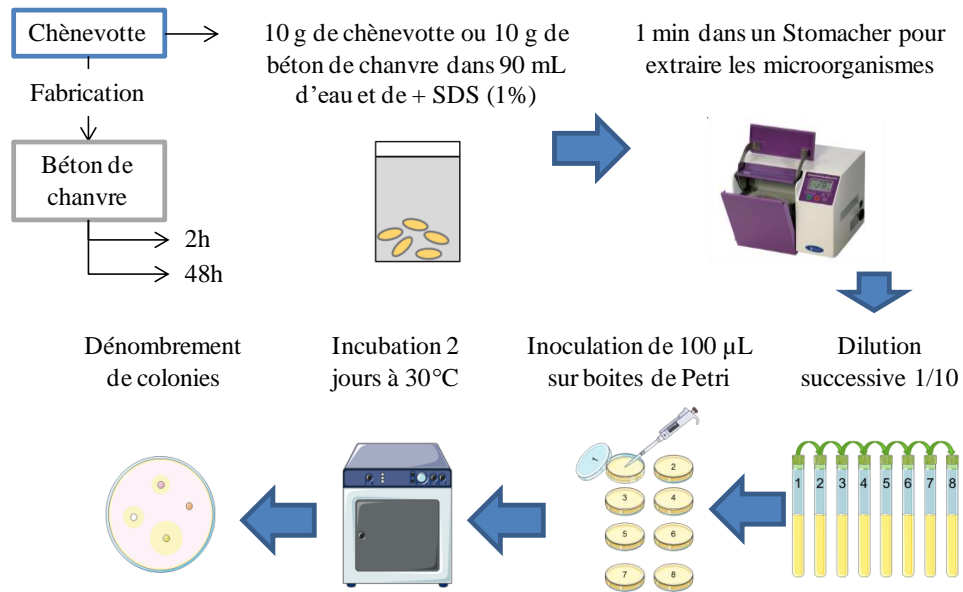 Chènevotte
10 g de chènevotte ou 10 g de
béton de chanvre dans 90 mL
d’eau et de + SDS (1%)
1 min dans un Stomacher pour
extraire les microorganismes
Fabrication
Béton de
chanvre
2h
48h
Dénombrement
de colonies
Incubation 2
jours à 30°C
Inoculation de 100 µL
sur boites de Petri
Dilution
successive 1/10
1
2
3
4
5
6
7
8
1 2 3 4 5 6 7 8